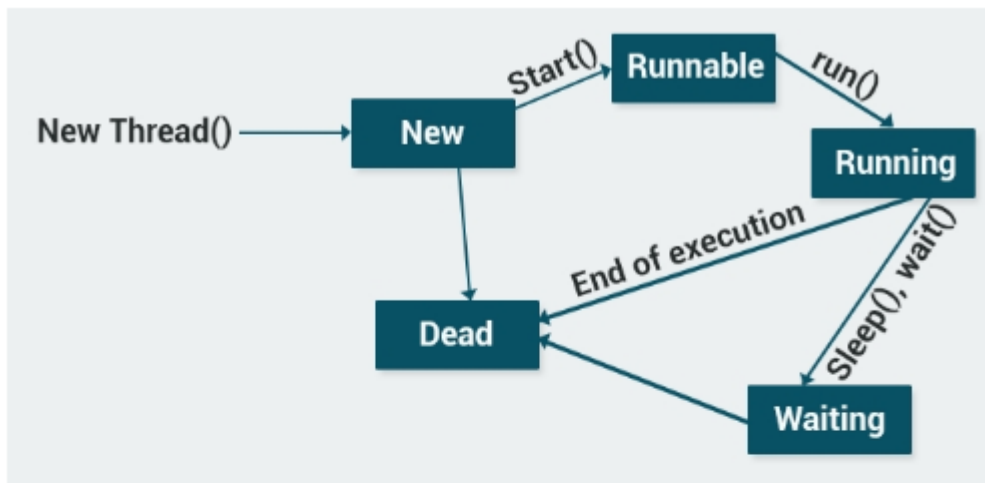 New Thread()
New
Start()
Runnable
run()
Running
End of execution
Sleep(), wait()
Dead
Waiting